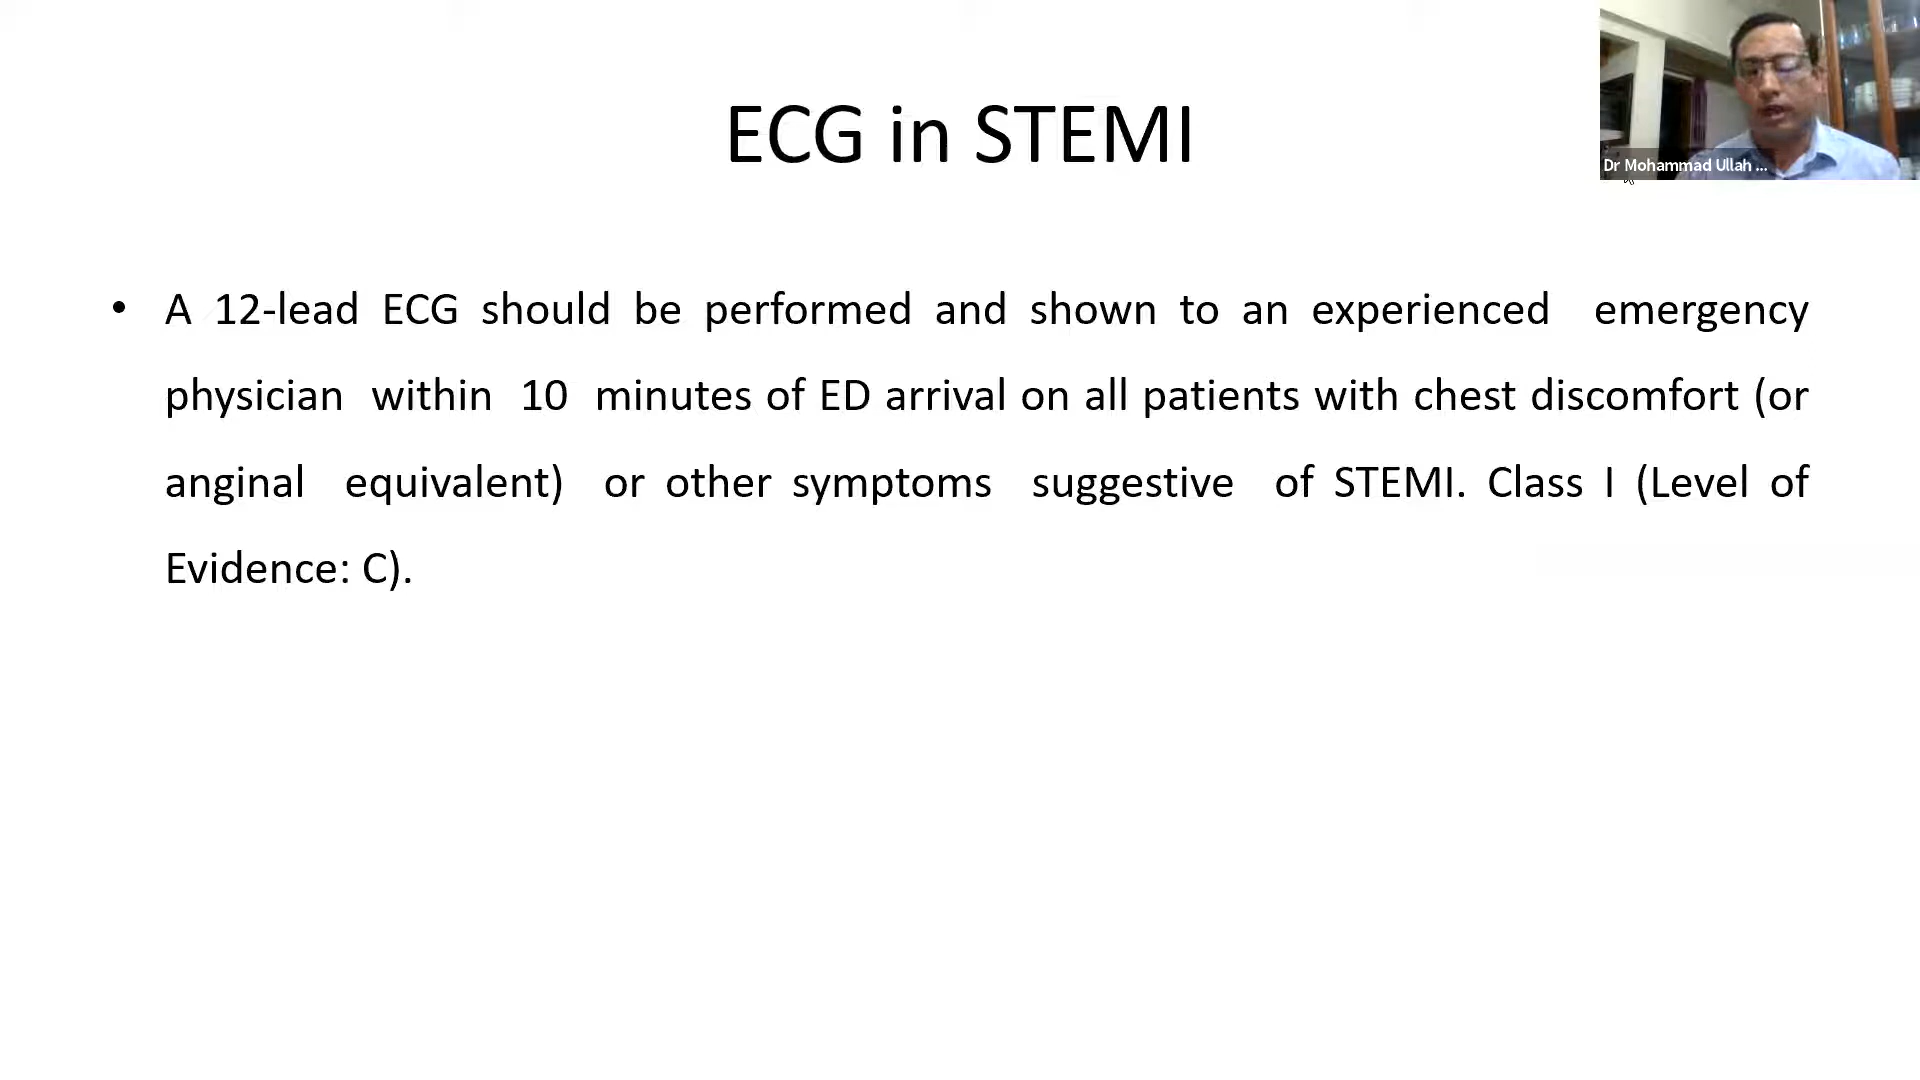 ECG in STEMI
Dr Mohammad Ullah ...
• A 12-lead ECG should be performed and shown to an experienced emergency
physician within 10 minutes of ED arrival on all patients with chest discomfort (or
anginal equivalent) or other symptoms suggestive of STEMI. Class I (Level of
Evidence: C).